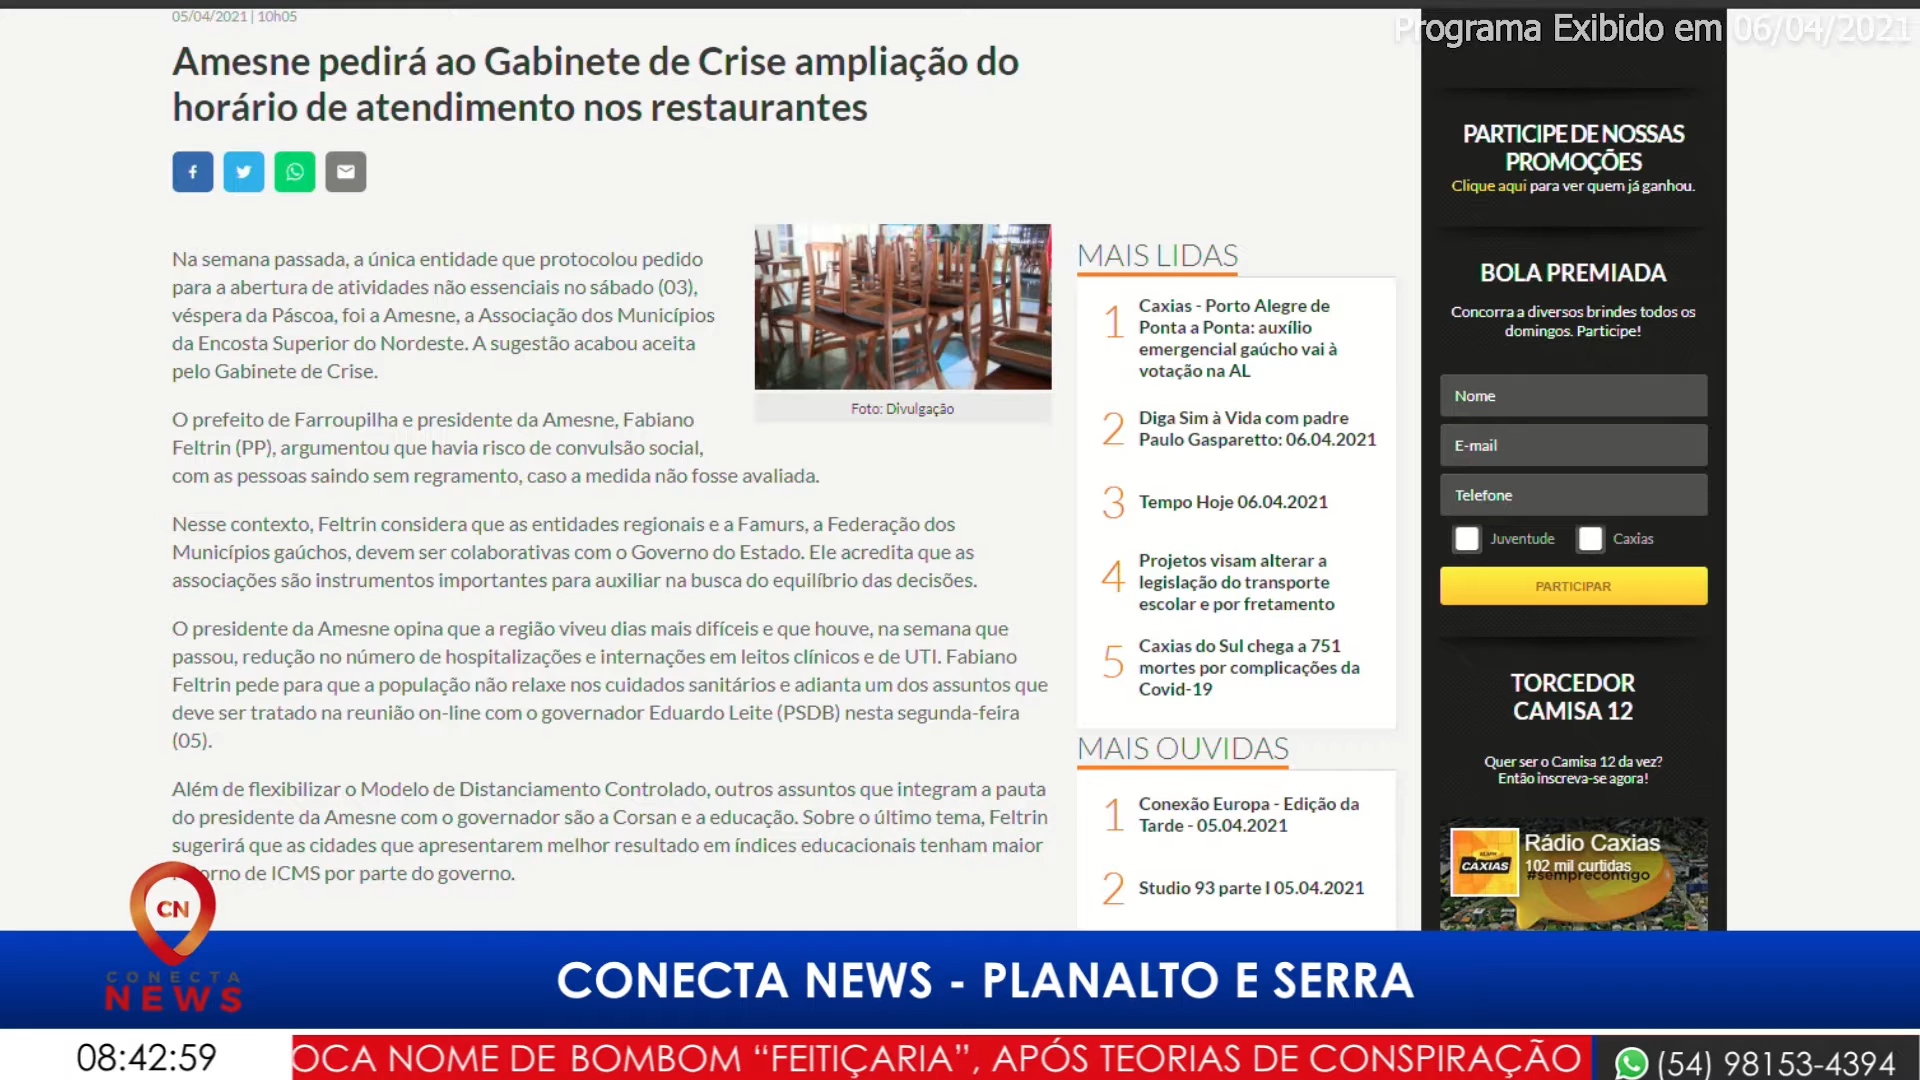 05/04/2021 | 10h05
Programa Exibido em 06/04/2021
Amesne pedirá ao Gabinete de Crise ampliação do
horário de atendimento nos restaurantes
Na semana passada, a única entidade que protocolou pedido
para a abertura de atividades não essenciais no sábado (03),
véspera da Páscoa, foi a Amesne, a Associação dos Municípios
da Encosta Superior do Nordeste. A sugestão acabou aceita
pelo Gabinete de Crise.
Foto: Divulgação
O prefeito de Farroupilha e presidente da Amesne, Fabiano
Feltrin (PP), argumentou que havia risco de convulsão social,
com as pessoas saindo sem regramento, caso a medida não fosse avaliada.
Nesse contexto, Feltrin considera que as entidades regionais e a Famurs, a Federação dos
Municípios gaúchos, devem ser colaborativas com o Governo do Estado. Ele acredita que as
associações são instrumentos importantes para auxiliar na busca do equilíbrio das decisões.
O presidente da Amesne opina que a região viveu dias mais difíceis e que houve, na semana que
passou, redução no número de hospitalizações e internações em leitos clínicos e de UTI. Fabiano
Feltrin pede para que a população não relaxe nos cuidados sanitários e adianta um dos assuntos que
deve ser tratado na reunião on-line com o governador Eduardo Leite (PSDB) nesta segunda-feira
(05).
Além de flexibilizar o Modelo de Distanciamento Controlado, outros assuntos que integram a pauta
do presidente da Amesne com o governador são a Corsan e a educação. Sobre o último tema, Feltrin
sugerirá que as cidades que apresentarem melhor resultado em índices educacionais tenham maior
de ICMS por parte do governo.
MAIS LIDAS
1 Caxias - Porto Alegre de
Ponta a Ponta: auxílio
emergencial gaúcho vai à
votação na AL
2 Diga Sim à Vida com padre
Paulo Gasparetto: 06.04.2021
3 Tempo Hoje 06.04.2021
4 Projetos visam alterar a
legislação do transporte
escolar e por fretamento
5 Caxias do Sul chega a 751
mortes por complicações da
Covid-19
MAIS OUVIDAS
1 Conexão Europa - Edição da
Tarde - 05.04.2021
2 Studio 93 parte I 05.04.2021
PARTICIPE DE NOSSAS
PROMOÇÕES
Clique aqui para ver quem já ganhou.
BOLA PREMIADA
Concorra a diversos brindes todos os
domingos. Participe!
Nome
E-mail
Telefone
Juventude Caxias
PARTICIPAR
TORCEDOR
CAMISA 12
Quer ser o Camisa 12 da vez?
Então inscreva-se agora!
CAXIAS
Rádio Caxias
102 mil curtidas
#semprecontigo
CN
CONECTA
NEWS
CONECTA NEWS - PLANALTO E SERRA
08:42:59
OCA NOME DE BOMBOM “FEITIÇARIA”, APÓS TEORIAS DE CONSPIRAÇÃO
(54) 98153-4394